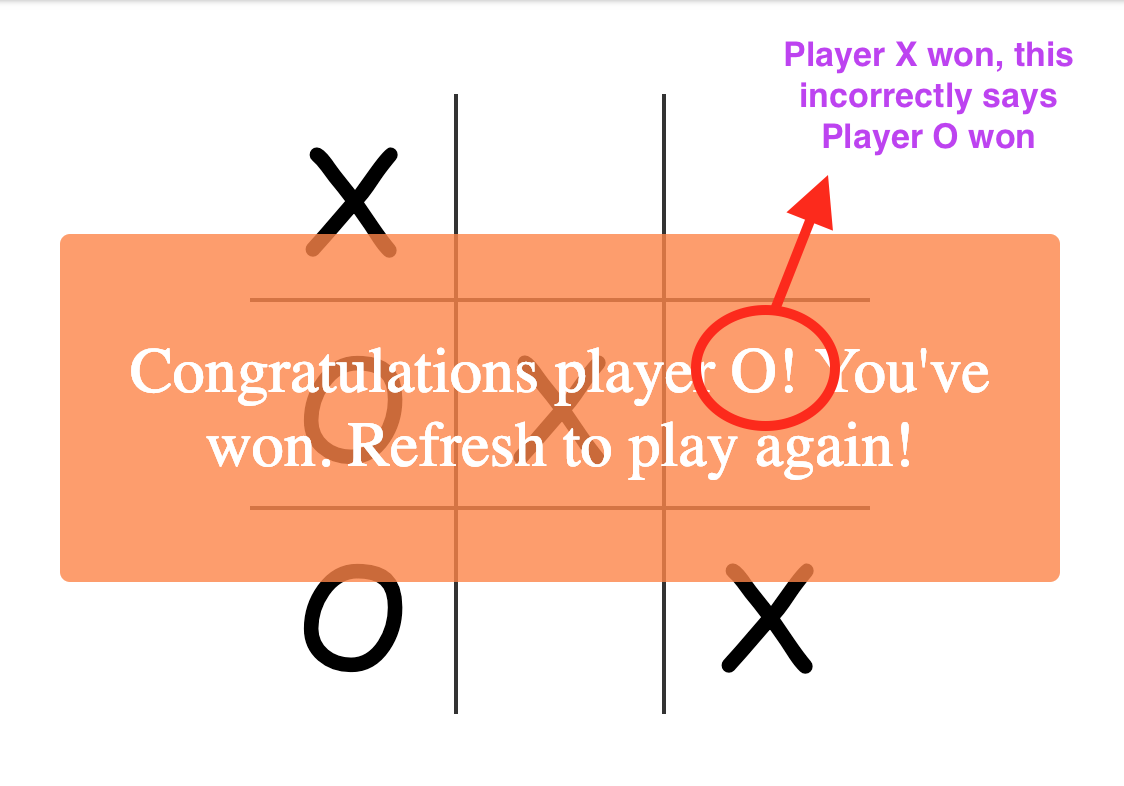 Player X won, this
incorrectly says
Player O won
X
Congratulations player O! You've
won. Refresh to play again!
O X
O X